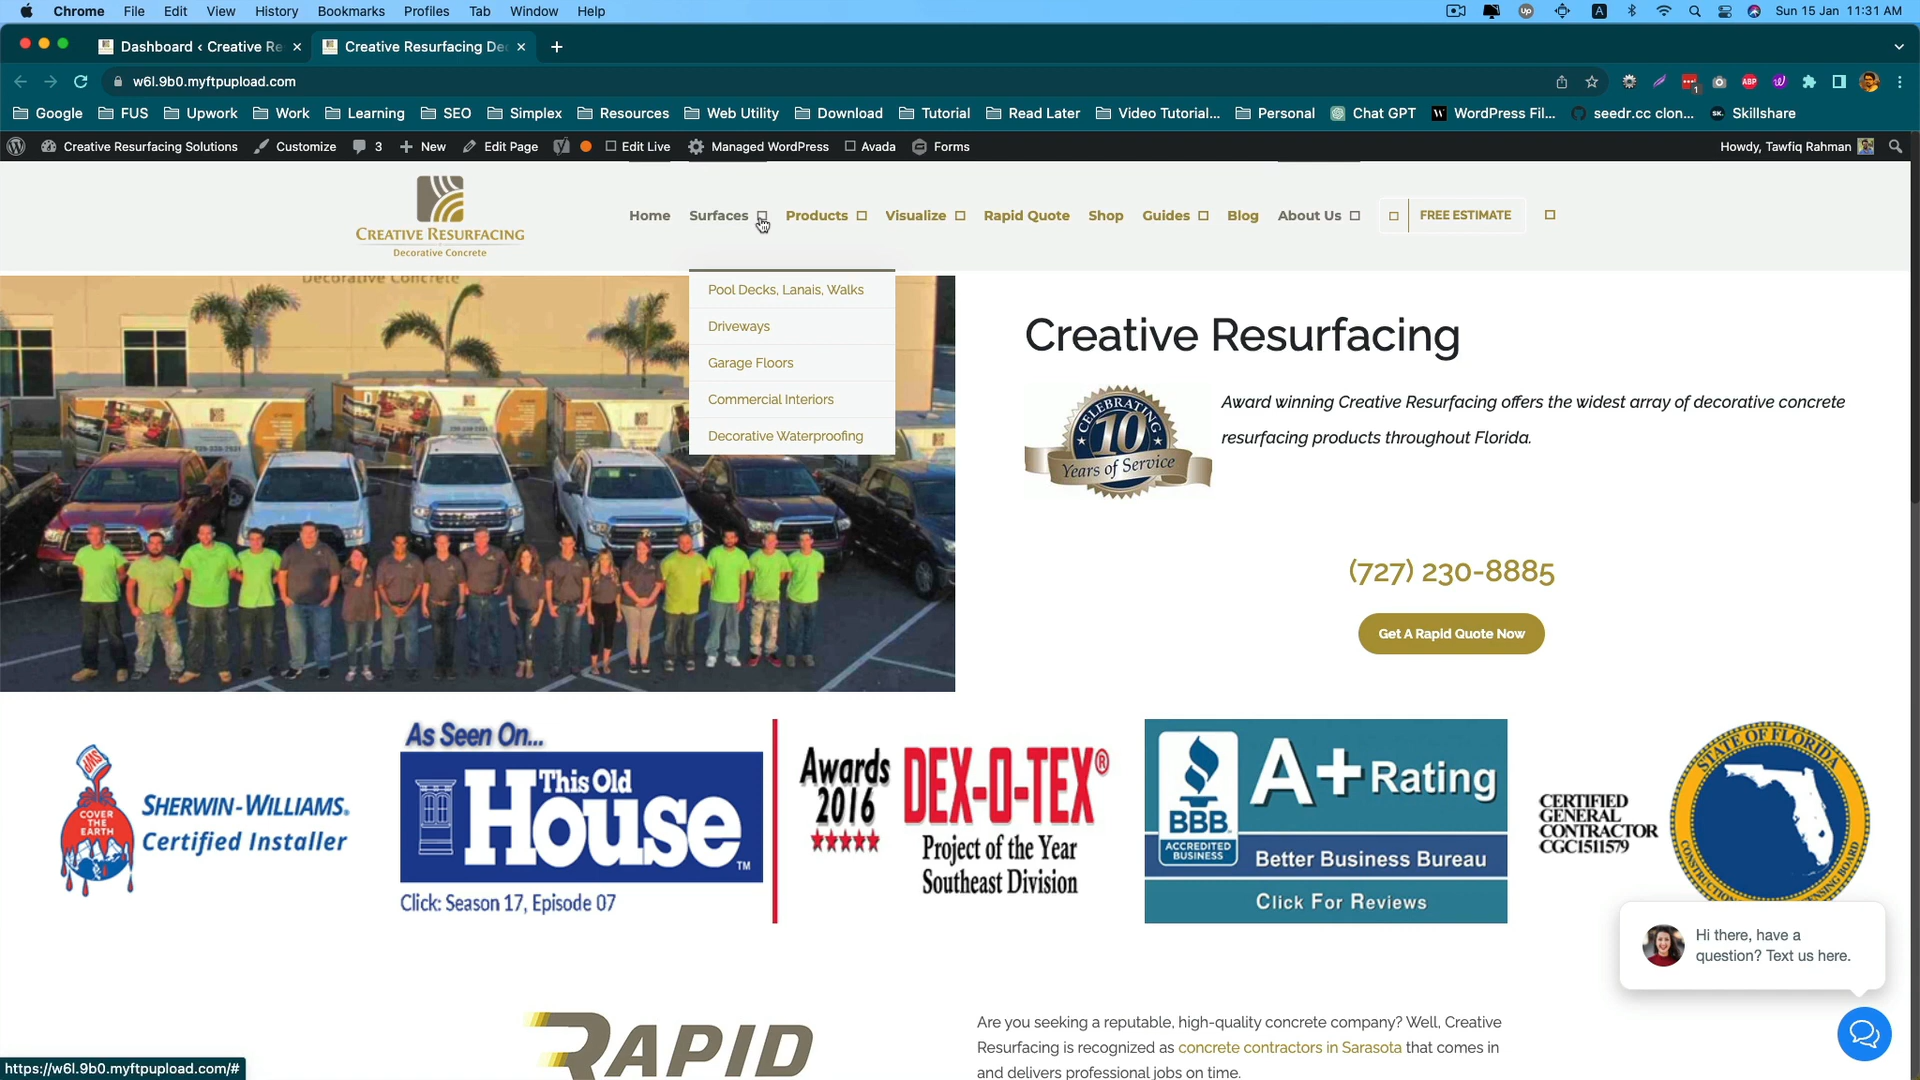 Chrome File Edit View History Bookmarks Profiles Tab Window Help
Up A Sun 15 Jan 11:31 AM
Dashboard ‹ Creative Re Creative Resurfacing Dec
w6l.9b0.myftpupload.com
1 ABP
Google FUS Upwork Work Learning SEO Simplex Resources Web Utility Download Tutorial Read Later Video Tutorial... Personal Chat GPT WordPress Fil... seedr.cc clon... SK. Skillshare
Creative Resurfacing Solutions Customize 3 New Edit Page Edit Live Managed WordPress Avada Forms Howdy, Tawfiq Rahman
CREATIVE RESURFACING
Decorative Concrete
Home Surfaces Products Visualize Rapid Quote Shop Guides Blog About Us FREE ESTIMATE
Decorative Concrete
Pool Decks, Lanais, Walks
Driveways
Garage Floors
Commercial Interiors
Decorative Waterproofing
Creative Resurfacing
CELEBRATING
10
Years of Service
Award winning Creative Resurfacing offers the widest array of decorative concrete
resurfacing products throughout Florida.
(727) 230-8885
Get A Rapid Quote Now
SWP
COVER
THE
EARTH
SHERWIN-WILLIAMS.
Certified Installer
As Seen On...
This Old
House
TM
Click: Season 17, Episode 07
Awards
2016
DEX-O-TEX®
Project of the Year
Southeast Division
BBB
ACCREDITED
BUSINESS
A+ Rating
Better Business Bureau
Click For Reviews
CERTIFIED
GENERAL
CONTRACTOR
CGC1511579
STATE OF FLORIDA
Hi there, have a
question? Text us here.
RAPID
Are you seeking a reputable, high-quality concrete company? Well, Creative
Resurfacing is recognized as concrete contractors in Sarasota that comes in
and delivers professional jobs on time.
https://w6l.9b0.myftpupload.com/#